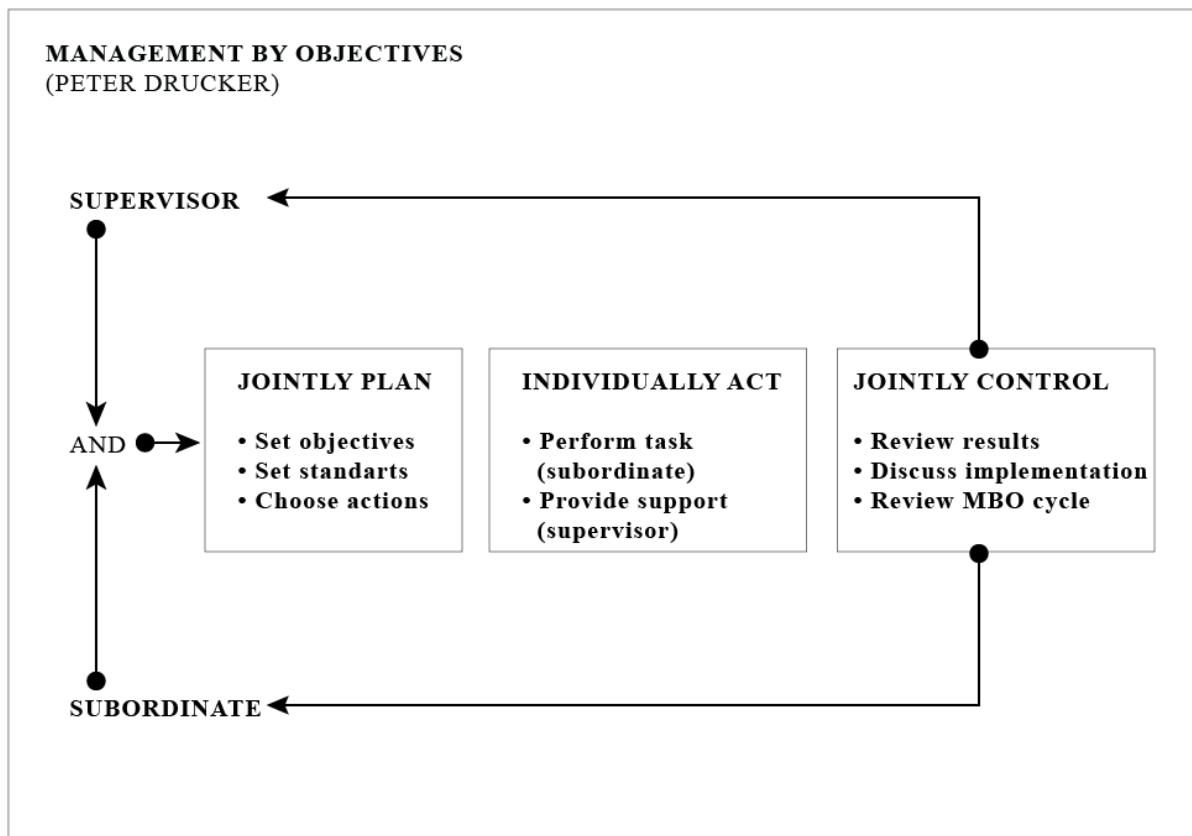 MANAGEMENT BY OBJECTIVES
(PETER DRUCKER)
SUPERVISOR
AND
JOINTLY PLAN
• Set objectives
• Set standarts
• Choose actions
INDIVIDUALLY ACT
• Perform task
(subordinate)
• Provide support
(supervisor)
JOINTLY CONTROL
• Review results
• Discuss implementation
• Review MBO cycle
SUBORDINATE